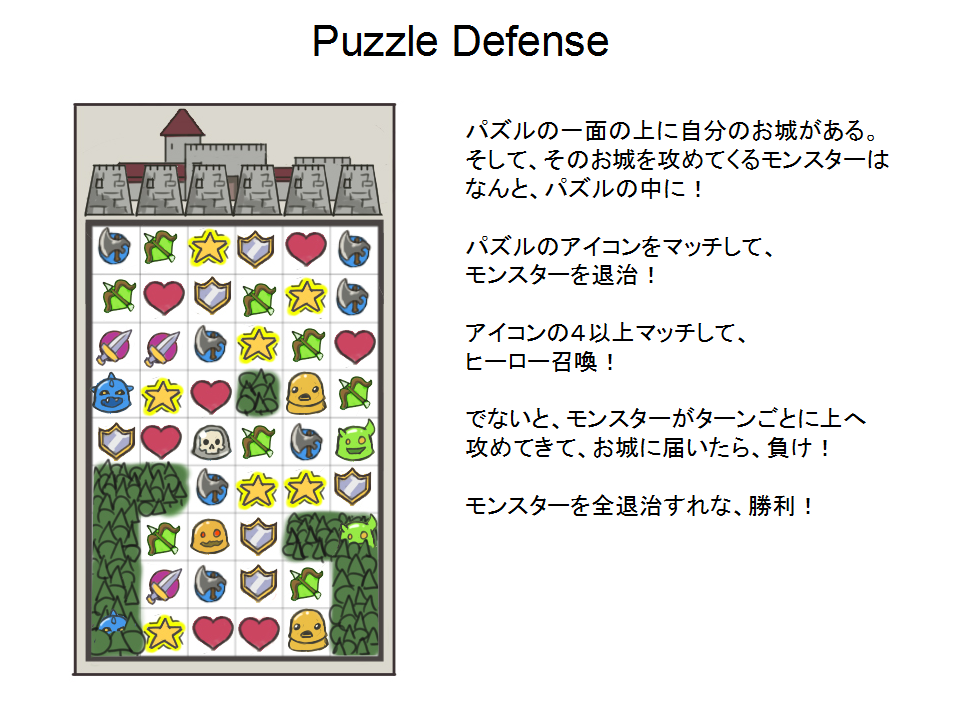 Puzzle Defense
パズルの一面の上に自分のお城がある。
そして、そのお城を攻めてくるモンスターは
なんと、パズルの中に！
パズルのアイコンをマッチして、
モンスターを退治！
アイコンの４以上マッチして、
ヒーロー召喚！
でないと、モンスターがターンごとに上へ
攻めてきて、お城に届いたら、負け！
モンスターを全退治すれな、勝利！